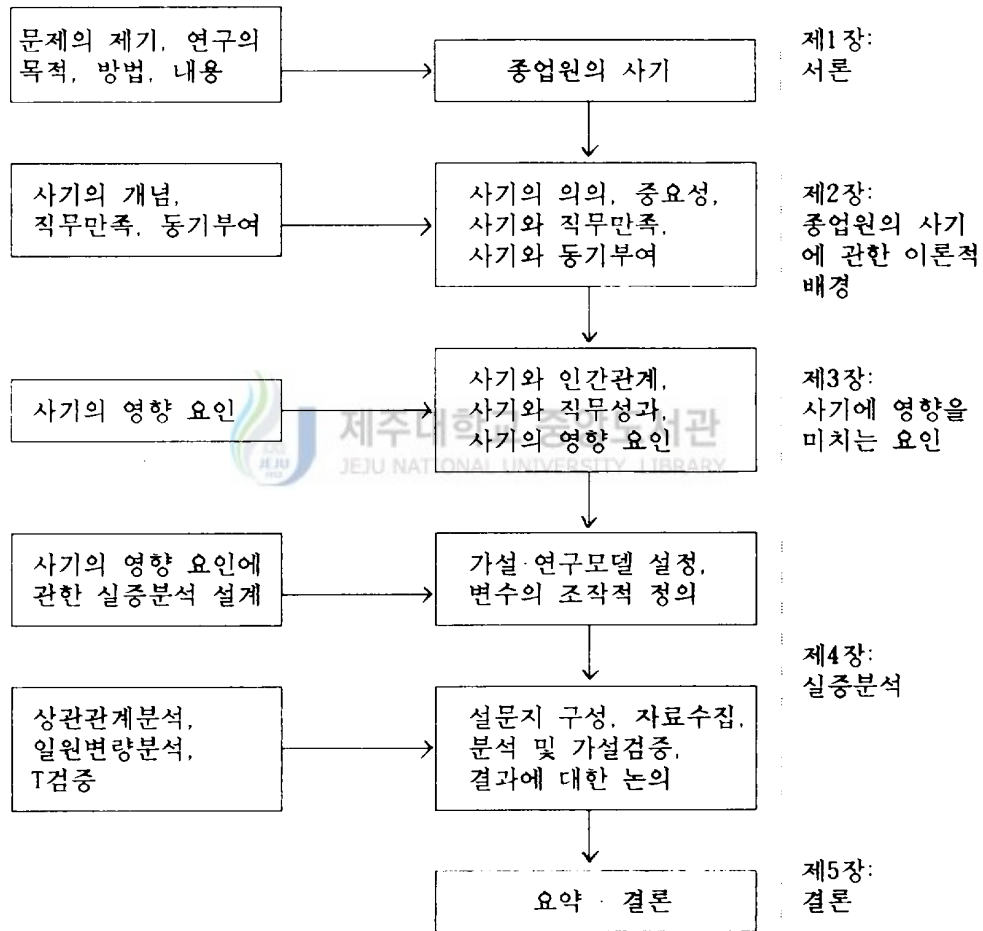 문제의 제기, 연구의
목적, 방법, 내용
종업원의 사기
제1장:
서론
사기의 개념,
직무만족, 동기부여
사기의 의의, 중요성,
사기와 직무만족,
사기와 동기부여
제2장:
종업원의 사기
에 관한 이론적
배경
사기의 영향 요인
사기와 인간관계,
사기와 직무성과,
사기의 영향 요인
제3장:
사기에 영향을
미치는 요인
제주대학교 중앙도서관
JEJU NATIONAL UNIVERSITY LIBRARY
JEJU
1952
사기의 영향 요인에
관한 실증분석 설계
가설·연구모델 설정,
변수의 조작적 정의
제4장:
실증분석
상관관계분석,
일원변량분석,
T검증
설문지 구성, 자료수집,
분석 및 가설검증,
결과에 대한 논의
요약 · 결론
제5장:
결론